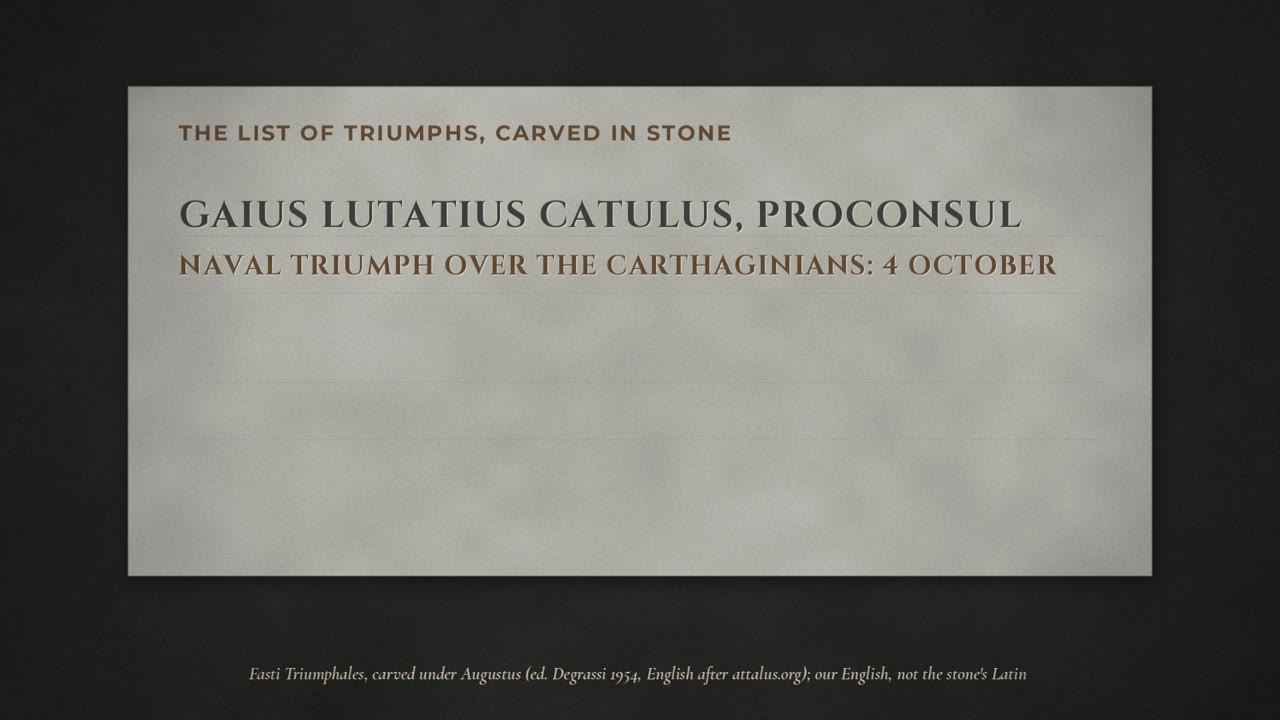 THE LIST OF TRIUMPHS, CARVED IN STONE
GAIUS LUTATIUS CATULUS, PROCONSUL
NAVAL TRIUMPH OVER THE CARTHAGINIANS: 4 OCTOBER
Fasti Triumphales, carved under Augustus (ed. Degrassi 1954, English after attalus.org); our English, not the stone's Latin